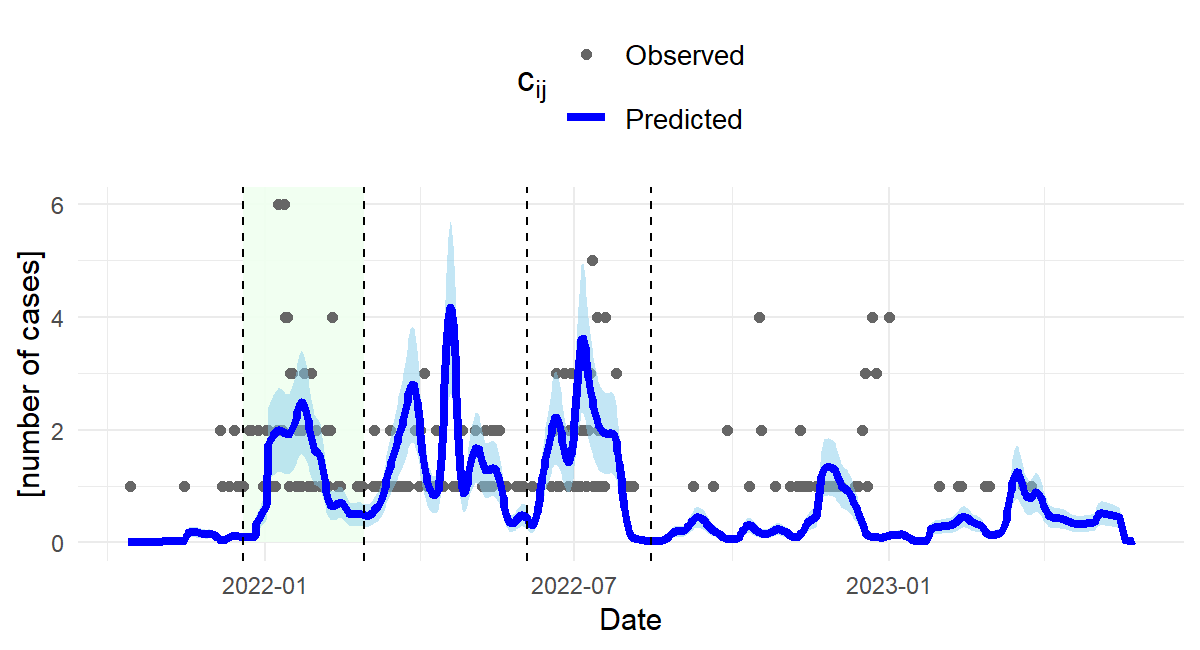 Observed
c_ij
Predicted
[number of cases]
6
4
2
0
2022-01 2022-07 2023-01
Date